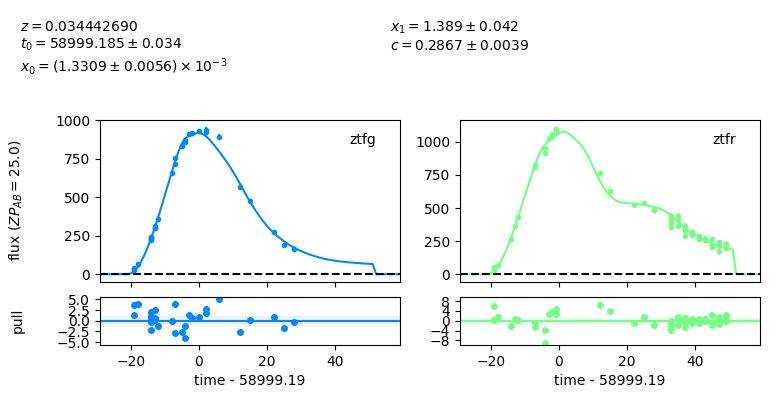 z = 0.034442690
t₀ = 58999.185 ± 0.034
x₀ = (1.3309 ± 0.0056) × 10⁻³
x₁ = 1.389 ± 0.042
c = 0.2867 ± 0.0039
flux (ZP_AB = 25.0)
1000
750
500
250
0
ztfg
1000
750
500
250
0
ztfr
pull
5.0
2.5
0.0
−2.5
−5.0
8
4
0
−4
−8
−20 0 20 40
−20 0 20 40
time - 58999.19
time - 58999.19